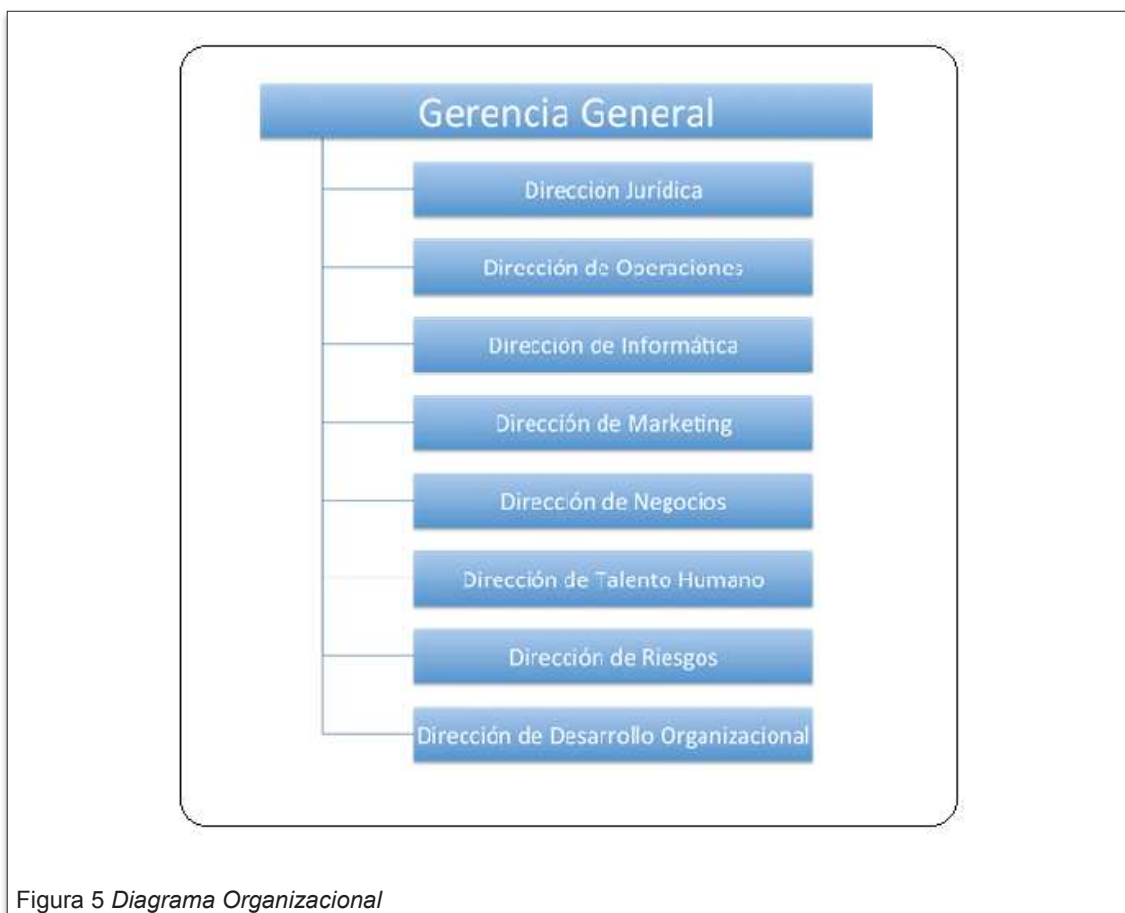 Gerencia General
Dirección Jurídica
Dirección de Operaciones
Dirección de Informática
Dirección de Marketing
Dirección de Negocios
Dirección de Talento Humano
Dirección de Riesgos
Dirección de Desarrollo Organizacional
Figura 5 Diagrama Organizacional